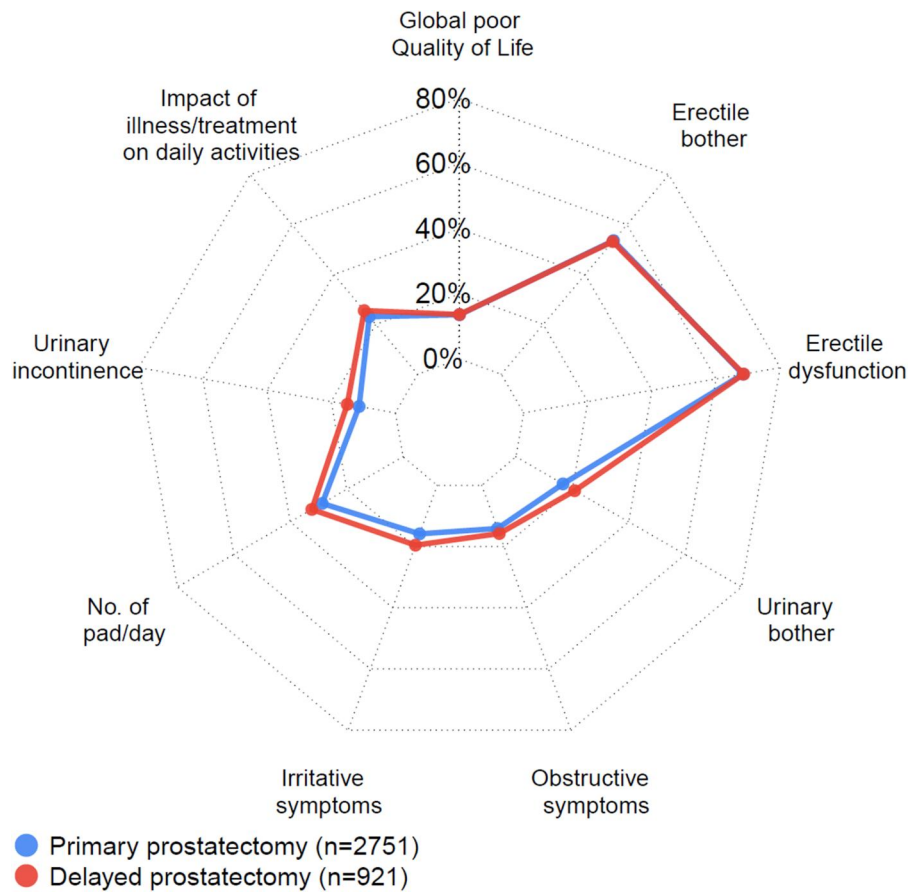 Global poor
Quality of Life
Impact of
illness/treatment
on daily activities
80%
Erectile
bother
60%
40%
20%
0%
Urinary
incontinence
Erectile
dysfunction
No. of
pad/day
Urinary
bother
Irritative
symptoms
Obstructive
symptoms
Primary prostatectomy (n=2751)
Delayed prostatectomy (n=921)